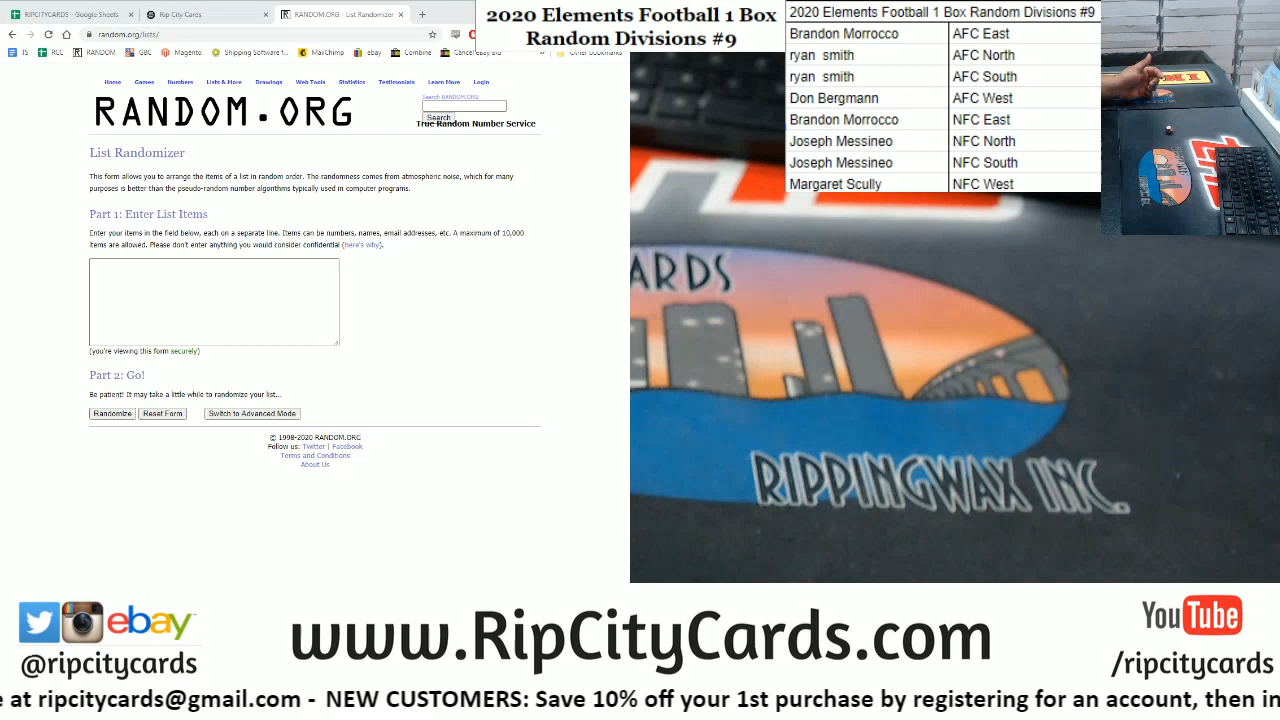 RIPCITYCARDS - Google Sheets
Rip City Cards
RANDOM.ORG - List Randomizer
random.org/lists/
TS
RCC
RANDOM
GBC
Magento
Shipping Software f
MailChimp
ebay
Combine
Cancel eBay Bid
Other bookmarks
Home Games Numbers Lists & More Drawings Web Tools Statistics Testimonials Learn More Login
RANDOM.ORG
Search RANDOM.ORG
Search
True Random Number Service
List Randomizer
This form allows you to arrange the items of a list in random order. The randomness comes from atmospheric noise, which for many
purposes is better than the pseudo-random number algorithms typically used in computer programs.
Part 1: Enter List Items
Enter your items in the field below, each on a separate line. Items can be numbers, names, email addresses, etc. A maximum of 10,000
items are allowed. Please don't enter anything you would consider confidential (here's why).
(you're viewing this form securely)
Part 2: Go!
Be patient! It may take a little while to randomize your list...
Randomize Reset Form Switch to Advanced Mode
© 1998-2020 RANDOM.ORG
Follow us: Twitter | Facebook
Terms and Conditions
About Us
2020 Elements Football 1 Box
Random Divisions #9
2020 Elements Football 1 Box Random Divisions #9
Brandon Morrocco AFC East
ryan smith AFC North
ryan smith AFC South
Don Bergmann AFC West
Brandon Morrocco NFC East
Joseph Messineo NFC North
Joseph Messineo NFC South
Margaret Scully NFC West
ARDS
RIPPINGWAX INC.
ebay
@ripcitycards
www.RipCityCards.com
YouTube
/ripcitycards
e at ripcitycards@gmail.com - NEW CUSTOMERS: Save 10% off your 1st purchase by registering for an account, then in